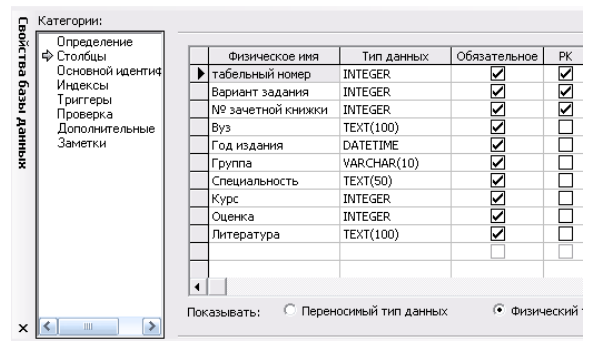 Свойства базы данных
Категории:
Определение
Столбцы
Основной идентиф
Индексы
Триггеры
Проверка
Дополнительные
Заметки
Физическое имя Тип данных Обязательное PK
табельный номер INTEGER
Вариант задания INTEGER
№ зачетной книжки INTEGER
Вуз TEXT(100)
Год издания DATETIME
Группа VARCHAR(10)
Специальность TEXT(50)
Курс INTEGER
Оценка INTEGER
Литература TEXT(100)
Показывать: Переносимый тип данных Физический